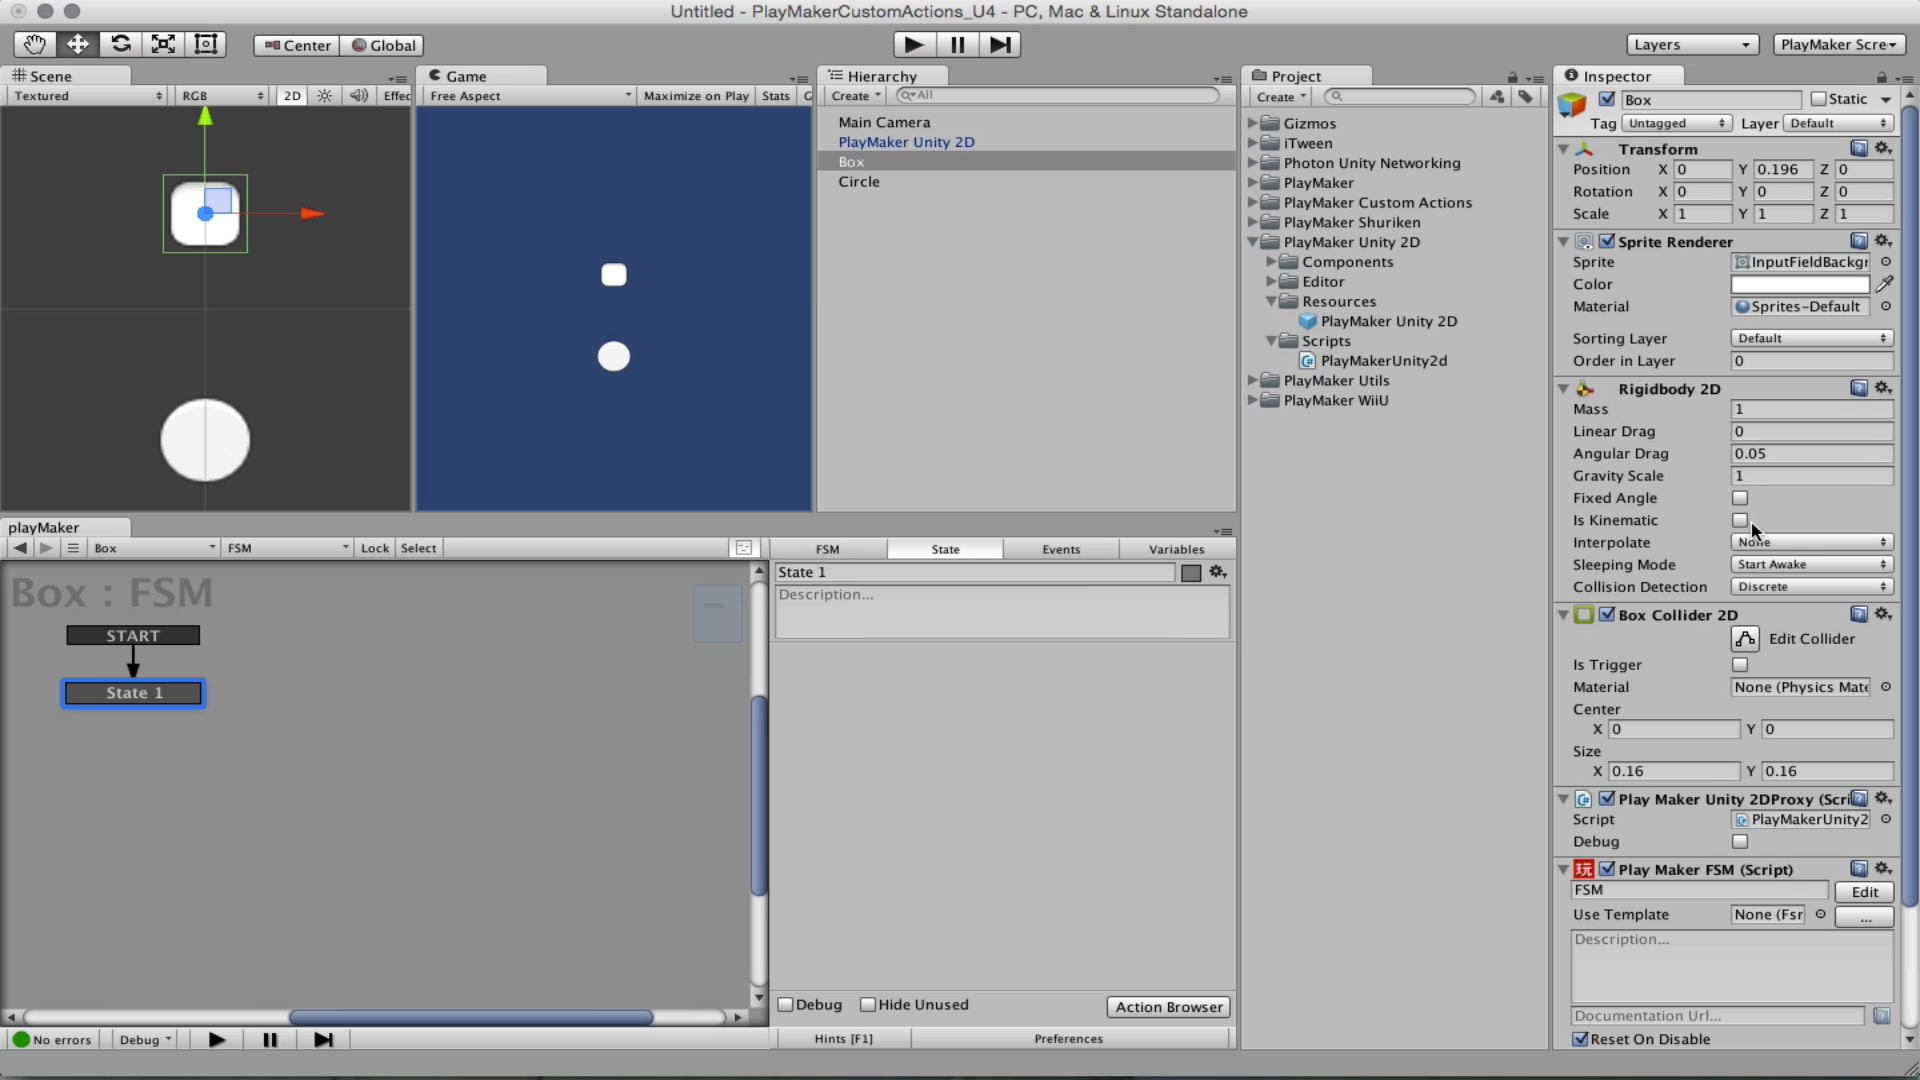 Untitled - PlayMakerCustomActions_U4 - PC, Mac & Linux Standalone
Center Global
Layers PlayMaker Scre
Scene
Textured RGB 2D Effec
Game
Free Aspect Maximize on Play Stats G
Hierarchy
Create All
Main Camera
PlayMaker Unity 2D
Box
Circle
Project
Create
Gizmos
iTween
Photon Unity Networking
PlayMaker
PlayMaker Custom Actions
PlayMaker Shuriken
PlayMaker Unity 2D
Components
Editor
Resources
PlayMaker Unity 2D
Scripts
PlayMakerUnity2d
PlayMaker Utils
PlayMaker WiiU
Inspector
Box Static
Tag Untagged Layer Default
Transform
Position X 0 Y 0.196 Z 0
Rotation X 0 Y 0 Z 0
Scale X 1 Y 1 Z 1
Sprite Renderer
Sprite InputFieldBackgr
Color
Material Sprites-Default
Sorting Layer Default
Order in Layer 0
Rigidbody 2D
Mass 1
Linear Drag 0
Angular Drag 0.05
Gravity Scale 1
Fixed Angle
Is Kinematic
Interpolate None
Sleeping Mode Start Awake
Collision Detection Discrete
Box Collider 2D
Edit Collider
Is Trigger
Material None (Physics Mate
Center
X 0 Y 0
Size
X 0.16 Y 0.16
Play Maker Unity 2DProxy (Scri
Script PlayMakerUnity2
Debug
玩 Play Maker FSM (Script)
FSM Edit
Use Template None (Fsr ...
Description...
Documentation Url...
Reset On Disable
playMaker
Box FSM Lock Select
Box : FSM
START
State 1
FSM State Events Variables
State 1
Description...
Debug Hide Unused Action Browser
No errors Debug Hints [F1] Preferences